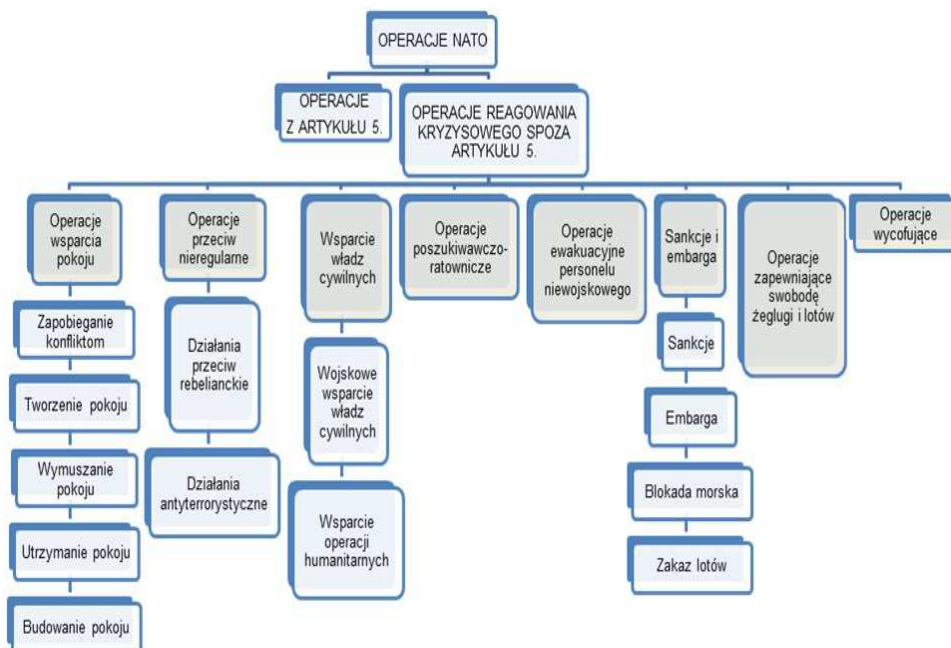 OPERACJE NATO
OPERACJE
Z ARTYKUŁU 5.
OPERACJE REAGOWANIA
KRYZYSOWEGO SPOZA
ARTYKUŁU 5.
Operacje
wsparcia
pokoju
Zapobieganie
konfliktom
Tworzenie pokoju
Wymuszanie
pokoju
Utrzymanie pokoju
Budowanie pokoju
Operacje
przeciw
nieregularne
Działania
przeciw
rebelianckie
Działania
antyterrorystyczne
Wsparcie
władz
cywilnych
Wojskowe
wsparcie
władz
cywilnych
Wsparcie
operacji
humanitarnych
Operacje
poszukiwawczo-
ratownicze
Operacje
ewakuacyjne
personelu
niewojskowego
Sankcje i
embarga
Sankcje
Embarga
Blokada morska
Zakaz lotów
Operacje
zapewniające
swobodę
żeglugi i lotów
Operacje
wycofujące